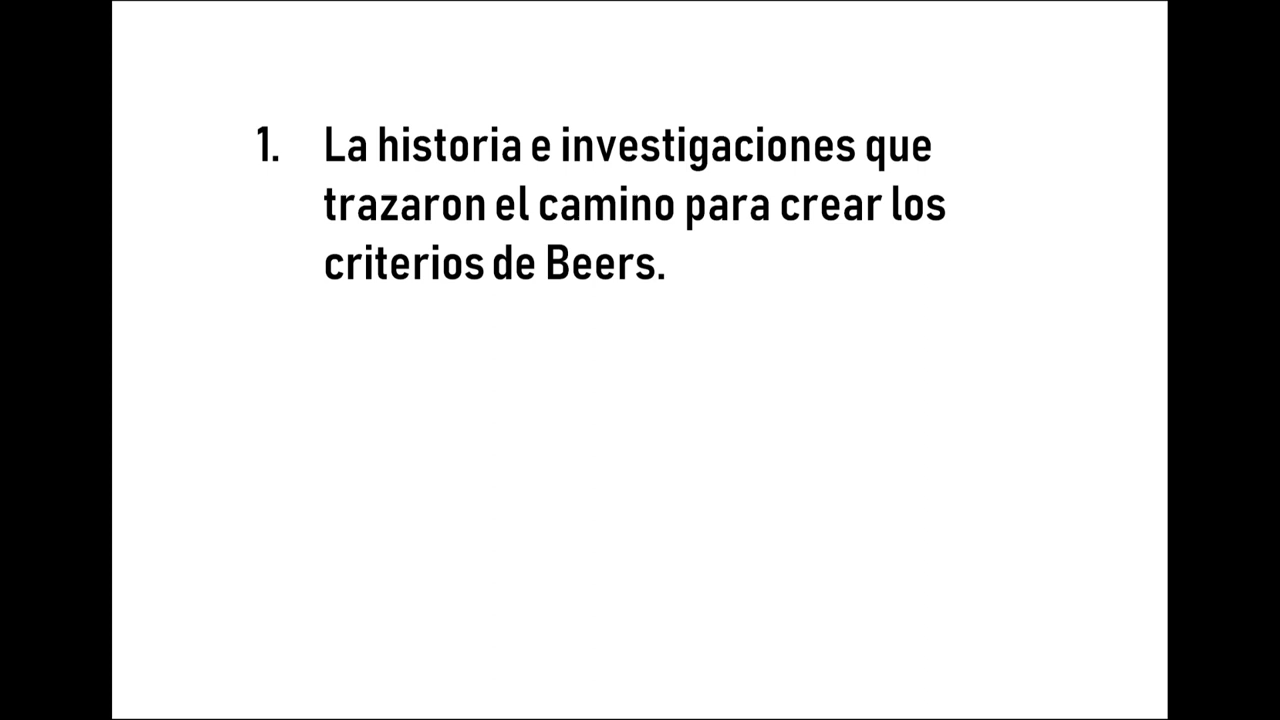 1. La historia e investigaciones que
trazaron el camino para crear los
criterios de Beers.